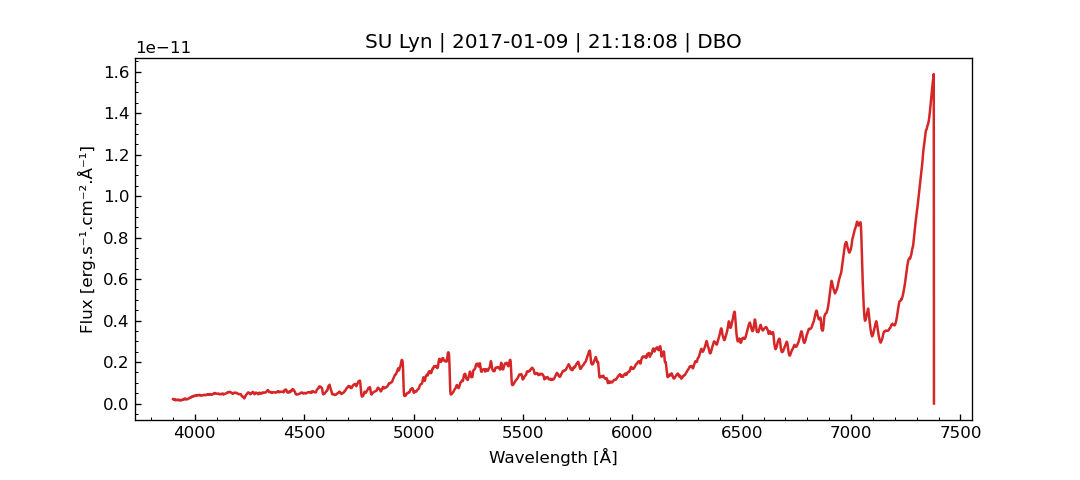 SU Lyn | 2017-01-09 | 21:18:08 | DBO
1e−11
1.6
1.4
1.2
1.0
0.8
0.6
0.4
0.2
0.0
Flux [erg.s⁻¹.cm⁻².Å⁻¹]
4000 4500 5000 5500 6000 6500 7000 7500
Wavelength [Å]